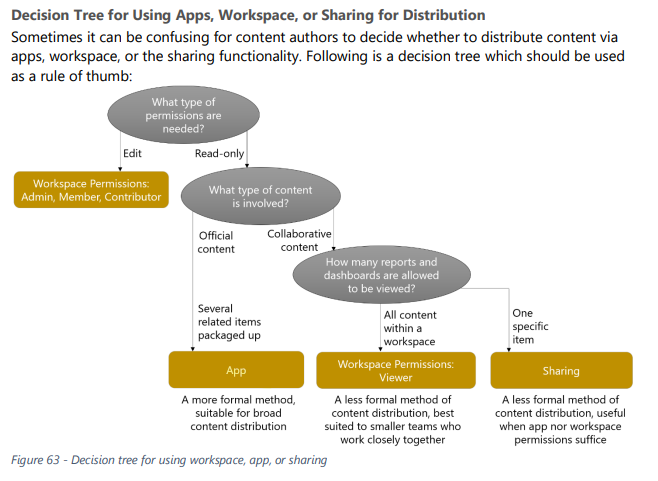 Decision Tree for Using Apps, Workspace, or Sharing for Distribution
Sometimes it can be confusing for content authors to decide whether to distribute content via
apps, workspace, or the sharing functionality. Following is a decision tree which should be used
as a rule of thumb:
What type of
permissions are
needed?
Edit
Read-only
Workspace Permissions:
Admin, Member, Contributor
What type of content
is involved?
Official
content
Collaborative
content
How many reports and
dashboards are allowed
to be viewed?
Several
related items
packaged up
All content
within a
workspace
One
specific
item
App
Workspace Permissions:
Viewer
Sharing
A more formal method,
suitable for broad
content distribution
A less formal method of
content distribution, best
suited to smaller teams who
work closely together
A less formal method of
content distribution, useful
when app nor workspace
permissions suffice
Figure 63 - Decision tree for using workspace, app, or sharing